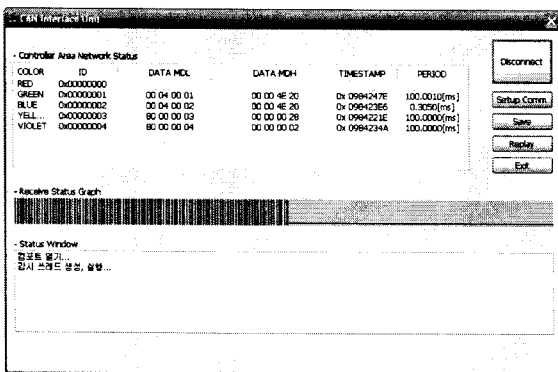 CAN Interface Unit
- Controller Area Network Status
COLOR ID DATA MDL DATA MDH TIMESTAMP PERIOD
RED 0x00000000
GREEN 0x00000001 00 04 00 01 00 00 4E 20 0x 0984247E 100.0010[ms]
BLUE 0x00000002 00 04 00 02 00 00 4E 20 0x 098423E6 0.3050[ms]
YELL... 0x00000003 80 00 00 03 00 00 00 28 0x 0984221E 100.0000[ms]
VIOLET 0x00000004 80 00 00 04 00 00 00 02 0x 0984234A 100.0000[ms]
Disconnect
Setup Comm.
Save
Replay
Exit
- Receive Status Graph
- Status Window
컴포트 열기...
감시 쓰레드 생성, 실행...